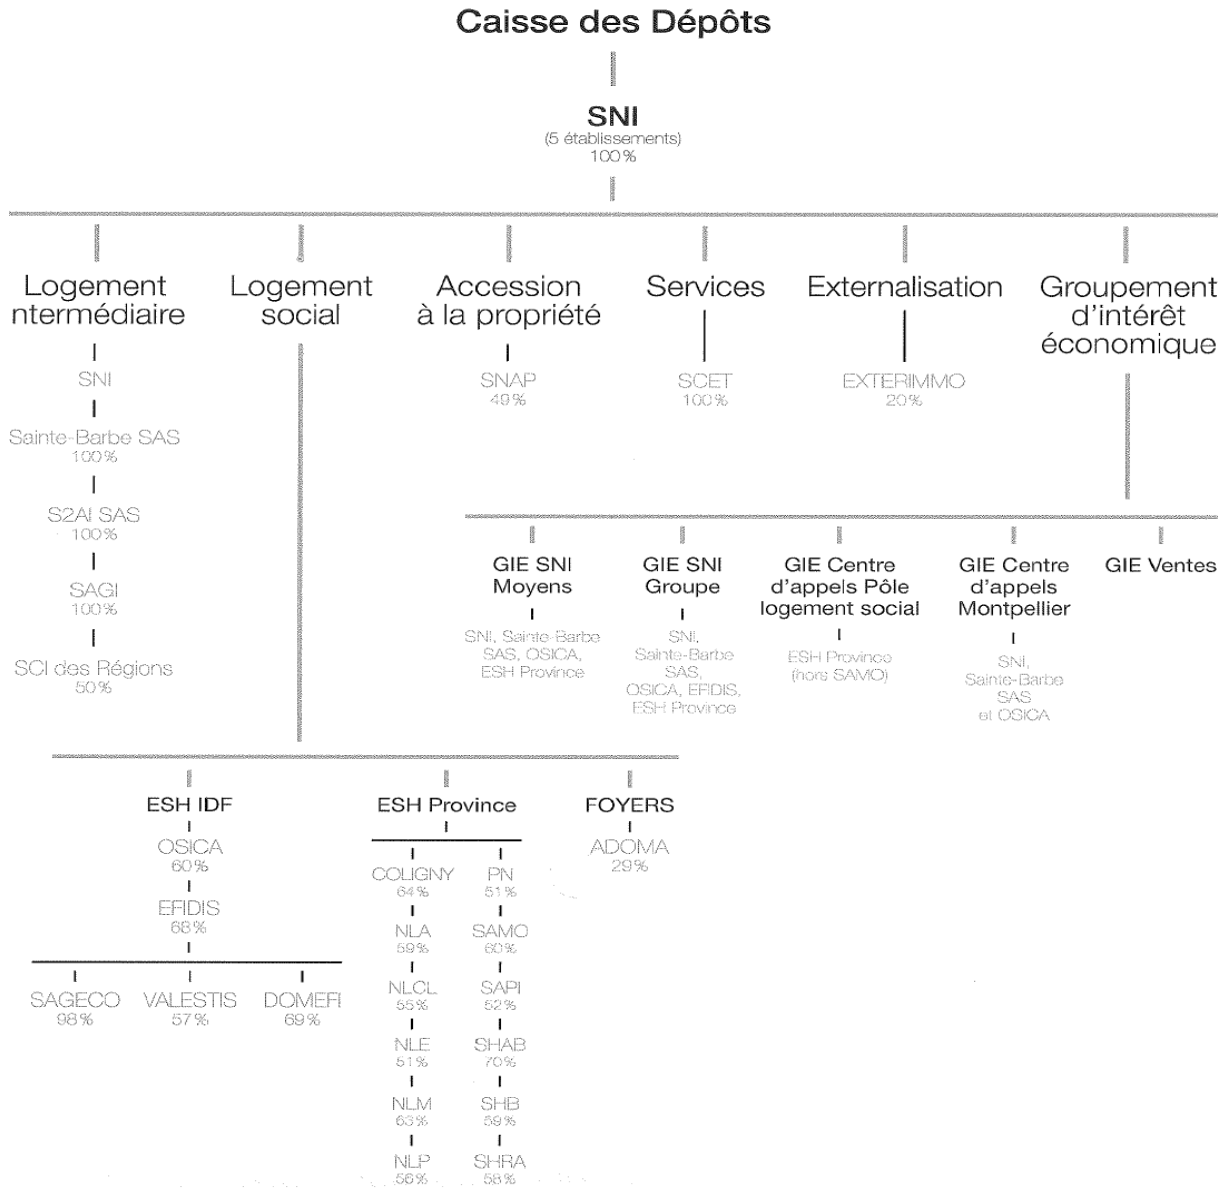 Caisse des Dépôts
SNI
(5 établissements)
100%
Logement
ntermédiaire
SNI
Sainte-Barbe SAS
100%
S2AI SAS
100%
SAGI
100%
SCI des Régions
50%
Logement
social
Accession
à la propriété
SNAP
49%
Services
SCET
100%
Externalisation
EXTERIMMO
20%
Groupement
d'intérêt
économique
GIE SNI
Moyens
SNI, Sainte-Barbe
SAS, OSICA,
ESH Province
GIE SNI
Groupe
SNI,
Sainte-Barbe
SAS,
OSICA, EFIDIS,
ESH Province
GIE Centre
d'appels Pôle
logement social
ESH Province
(hors SAMO)
GIE Centre
d'appels
Montpellier
SNI,
Sainte-Barbe
SAS
et OSICA
GIE Ventes
ESH IDF
OSICA
60%
EFIDIS
68%
SAGECO
98%
VALESTIS
57%
DOMEFI
69%
ESH Province
COLIGNY
64%
NLA
59%
NLCL
55%
NLE
51%
NLM
63%
NLP
56%
PN
51%
SAMO
60%
SAPI
52%
SHAB
70%
SHB
59%
SHRA
58%
FOYERS
ADOMA
29%